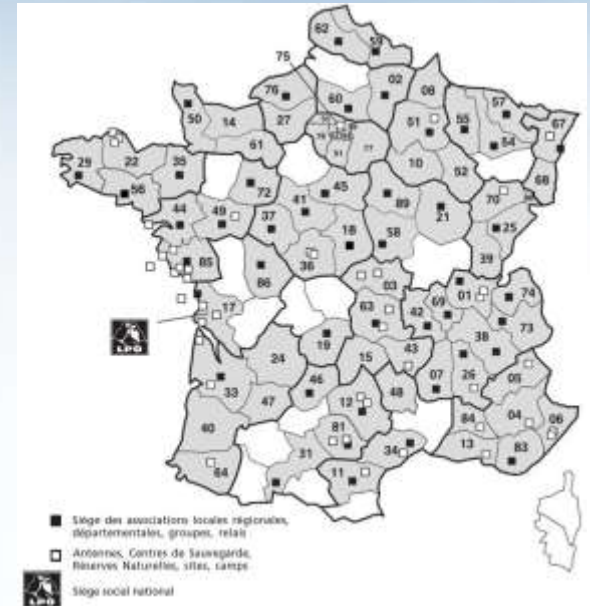 62 59
75
76 60 02 08
50 14 27 51 55 57 67
61 77 54
91
29 22 35 10 52 68
56 72 45 70
44 49 37 41 89 21 25
18 58
85 36 39
86
03 01 74
17 63 42 69
73
LPO
19 38
24 15 43
33 46 07 26 05
47 12 48
40 81 84 04 06
31 34 13 83
64 11
Siège des associations locales régionales,
départementales, groupes, relais
Antennes, Centres de Sauvegarde,
Réserves Naturelles, sites, camps
LPO
Siège social national